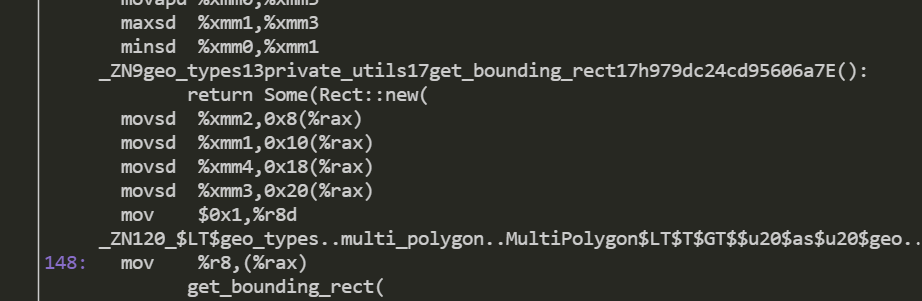 movapd %xmm0,%xmm3
maxsd %xmm1,%xmm3
minsd %xmm0,%xmm1
_ZN9geo_types13private_utils17get_bounding_rect17h979dc24cd95606a7E():
return Some(Rect::new(
movsd %xmm2,0x8(%rax)
movsd %xmm1,0x10(%rax)
movsd %xmm4,0x18(%rax)
movsd %xmm3,0x20(%rax)
mov $0x1,%r8d
_ZN120_$LT$geo_types..multi_polygon..MultiPolygon$LT$T$GT$$u20$as$u20$geo..
148: mov %r8,(%rax)
get_bounding_rect(